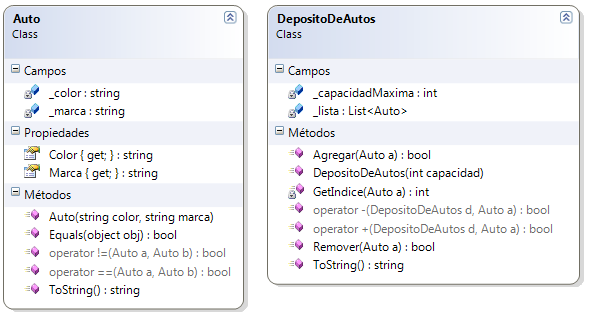 Auto
Class
Campos
_color : string
_marca : string
Propiedades
Color { get; } : string
Marca { get; } : string
Métodos
Auto(string color, string marca)
Equals(object obj) : bool
operator !=(Auto a, Auto b) : bool
operator ==(Auto a, Auto b) : bool
ToString() : string
DepositoDeAutos
Class
Campos
_capacidadMaxima : int
_lista : List<Auto>
Métodos
Agregar(Auto a) : bool
DepositoDeAutos(int capacidad)
GetIndice(Auto a) : int
operator -(DepositoDeAutos d, Auto a) : bool
operator +(DepositoDeAutos d, Auto a) : bool
Remover(Auto a) : bool
ToString() : string